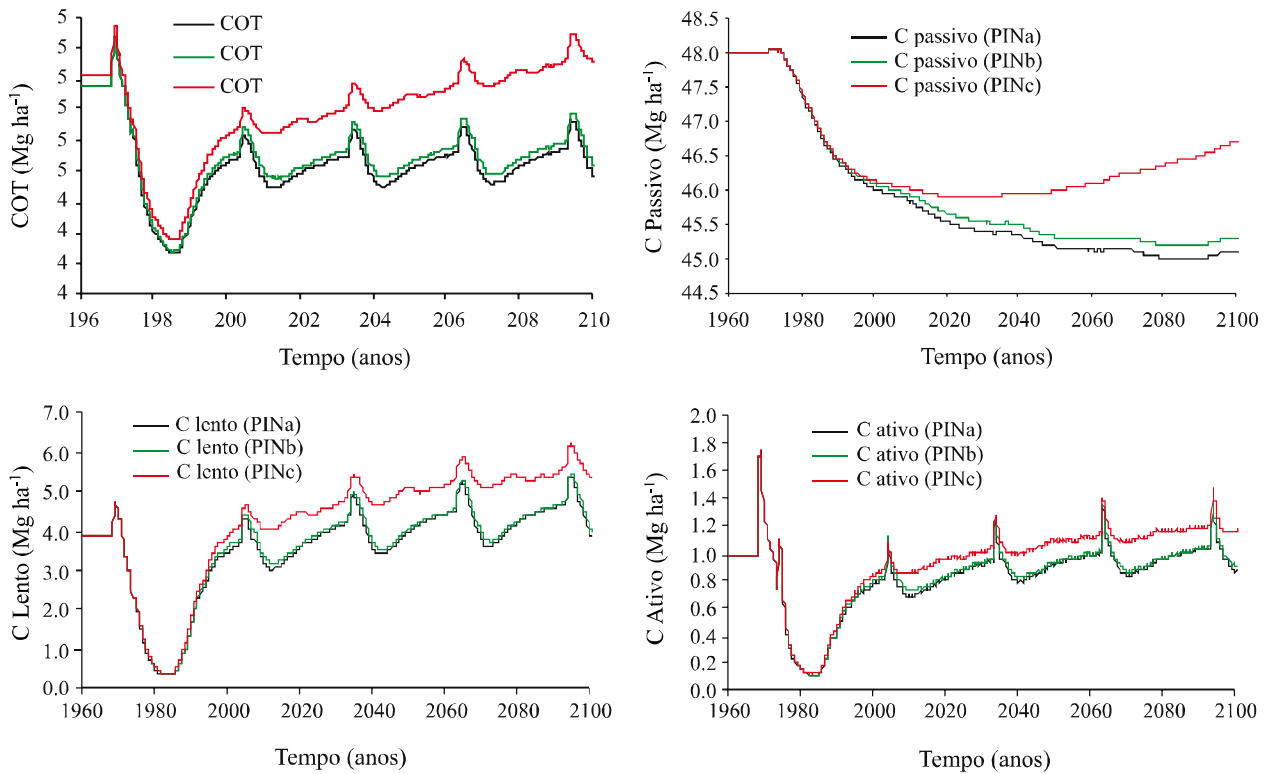 5
5
5
5
5
5
4
4
4
4
COT (Mg ha⁻¹)
COT
COT
COT
196 198 200 202 204 206 208 210
Tempo (anos)
48.5
48.0
47.5
47.0
46.5
46.0
45.5
45.0
44.5
C Passivo (Mg ha⁻¹)
C passivo (PINa)
C passivo (PINb)
C passivo (PINc)
1960 1980 2000 2020 2040 2060 2080 2100
Tempo (anos)
7.0
6.0
5.0
4.0
3.0
2.0
1.0
0.0
C Lento (Mg ha⁻¹)
C lento (PINa)
C lento (PINb)
C lento (PINc)
1960 1980 2000 2020 2040 2060 2080 2100
Tempo (anos)
2.0
1.8
1.6
1.4
1.2
1.0
0.8
0.4
0.2
0.0
C Ativo (Mg ha⁻¹)
C ativo (PINa)
C ativo (PINb)
C ativo (PINc)
1960 1980 2000 2020 2040 2060 2080 2100
Tempo (anos)